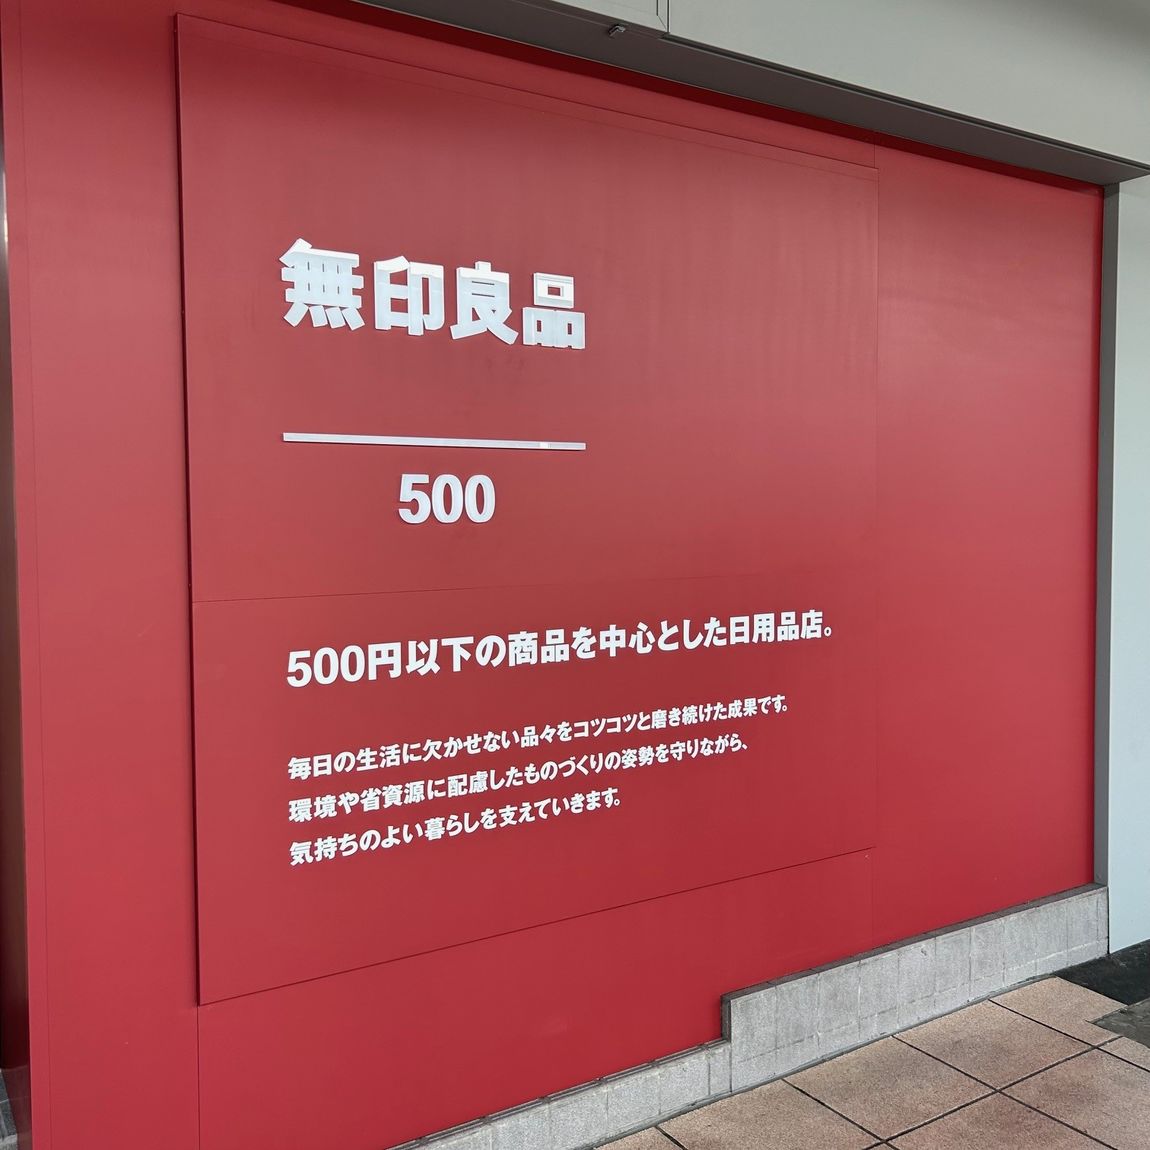 無印良品
500
500円以下の商品を中心とした日用品店。
毎日の生活に欠かせない品々をコツコツと磨き続けた成果です。
環境や省資源に配慮したものづくりの姿勢を守りながら、
気持ちのよい暮らしを支えていきます。